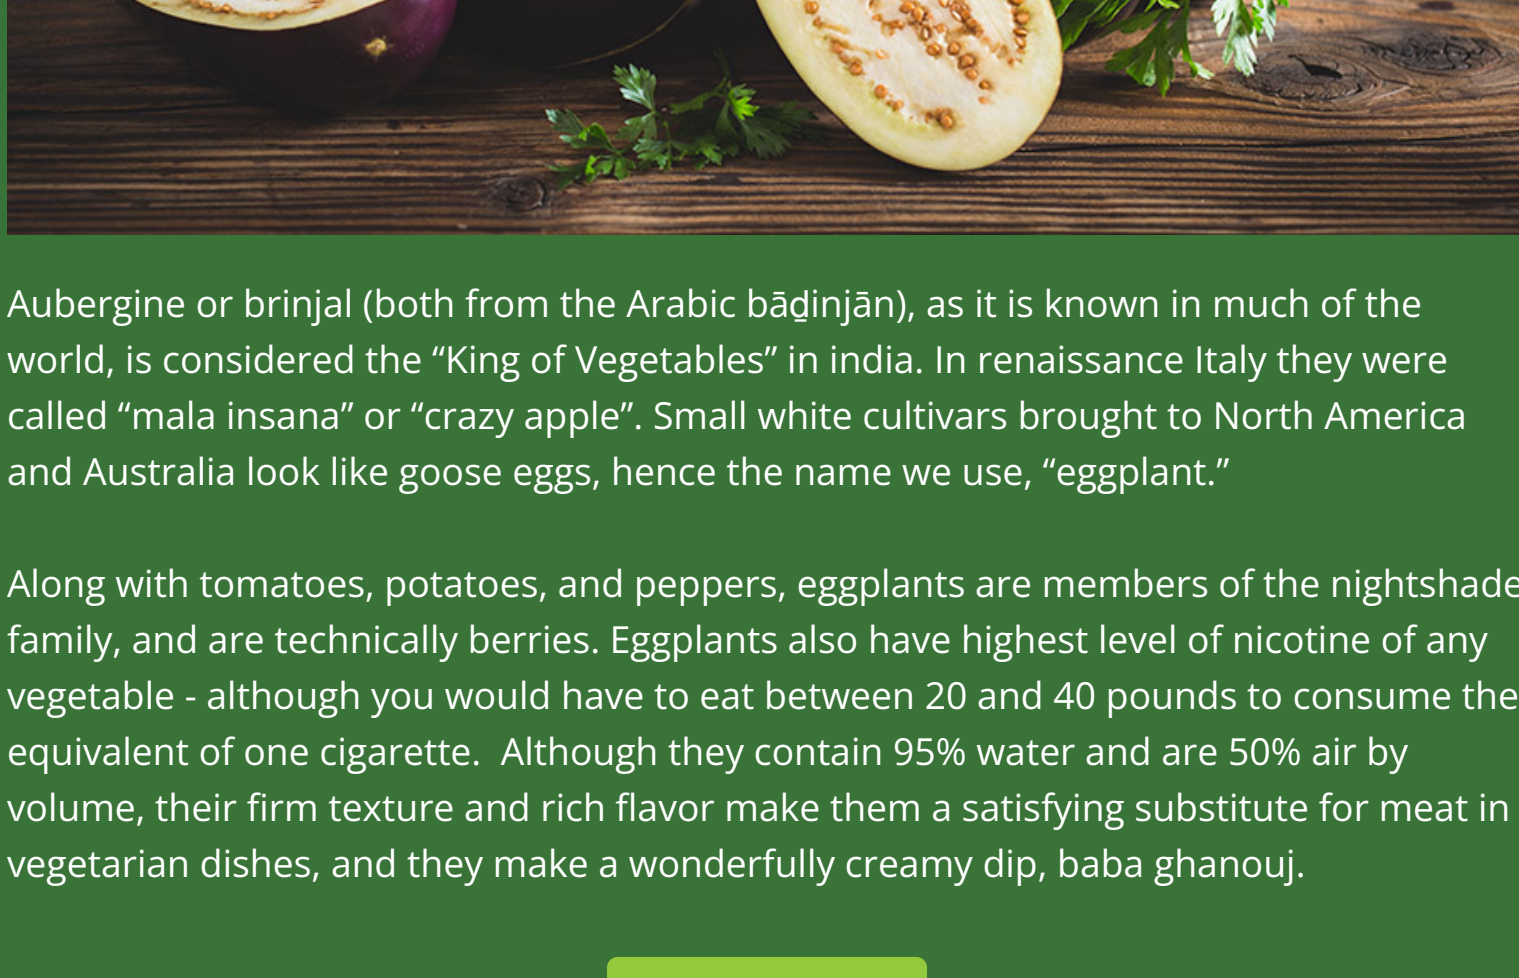 Aubergine or brinjal (both from the Arabic bāḏinjān), as it is known in much of the
world, is considered the “King of Vegetables” in india. In renaissance Italy they were
called “mala insana” or “crazy apple”. Small white cultivars brought to North America
and Australia look like goose eggs, hence the name we use, “eggplant.”
Along with tomatoes, potatoes, and peppers, eggplants are members of the nightshade
family, and are technically berries. Eggplants also have highest level of nicotine of any
vegetable - although you would have to eat between 20 and 40 pounds to consume the
equivalent of one cigarette.  Although they contain 95% water and are 50% air by
volume, their firm texture and rich flavor make them a satisfying substitute for meat in
vegetarian dishes, and they make a wonderfully creamy dip, baba ghanouj.